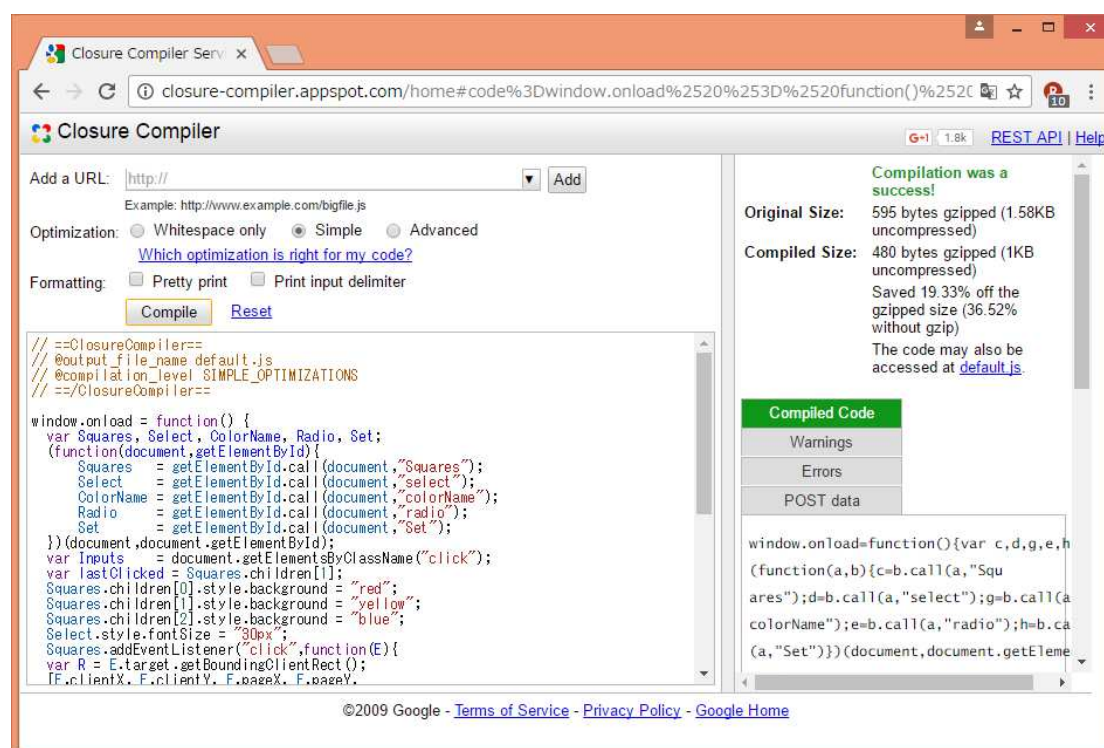 Closure Compiler Serv
closure-compiler.appspot.com/home#code%3Dwindow.onload%2520%253D%2520function()%252
10
Closure Compiler
G+1 1.8k REST API | Help
Add a URL: http:// Add
Example: http://www.example.com/bigfile.js
Optimization: Whitespace only Simple Advanced
Which optimization is right for my code?
Formatting: Pretty print Print input delimiter
Compile Reset
// ==ClosureCompiler==
// @output_file_name default.js
// @compilation_level SIMPLE_OPTIMIZATIONS
// ==/ClosureCompiler==
window.onload = function() {
var Squares, Select, ColorName, Radio, Set;
(function(document,getElementById){
Squares = getElementById.call(document,"Squares");
Select = getElementById.call(document,"select");
ColorName = getElementById.call(document,"colorName");
Radio = getElementById.call(document,"radio");
Set = getElementById.call(document,"Set");
})(document,document.getElementById);
var Inputs = document.getElementsByClassName("click");
var lastClicked = Squares.children[1];
Squares.children[0].style.background = "red";
Squares.children[1].style.background = "yellow";
Squares.children[2].style.background = "blue";
Select.style.fontSize = "30px";
Squares.addEventListener("click",function(E){
var R = E.target.getBoundingClientRect();
[E.clientX, E.clientY, E.pageX, E.pageY,
Compilation was a
success!
Original Size: 595 bytes gzipped (1.58KB
uncompressed)
Compiled Size: 480 bytes gzipped (1KB
uncompressed)
Saved 19.33% off the
gzipped size (36.52%
without gzip)
The code may also be
accessed at default.js.
Compiled Code
Warnings
Errors
POST data
window.onload=function(){var c,d,g,e,h
(function(a,b){c=b.call(a,"Squ
ares");d=b.call(a,"select");g=b.call(a
colorName");e=b.call(a,"radio");h=b.ca
(a,"Set")})(document,document.getEleme
©2009 Google - Terms of Service - Privacy Policy - Google Home